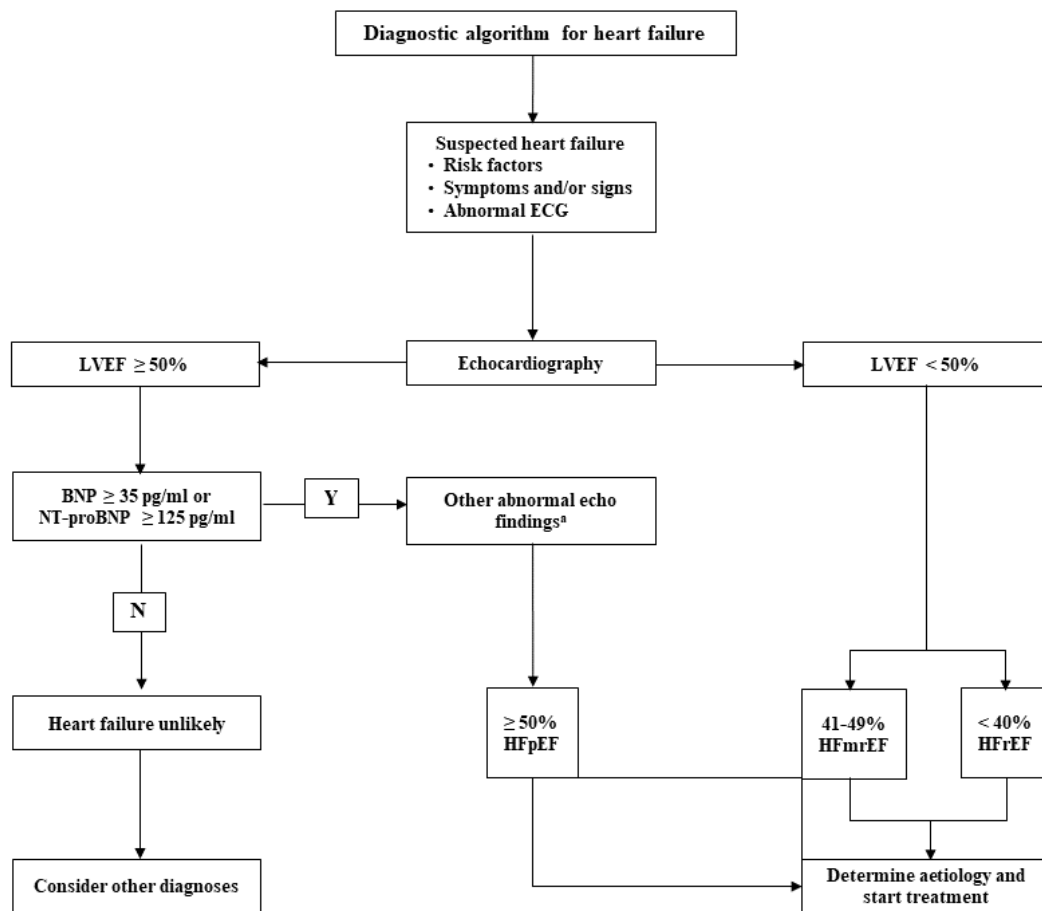 Diagnostic algorithm for heart failure
Suspected heart failure
• Risk factors
• Symptoms and/or signs
• Abnormal ECG
LVEF ≥ 50%
Echocardiography
LVEF < 50%
BNP ≥ 35 pg/ml or
NT-proBNP ≥ 125 pg/ml
Y
Other abnormal echo
findingsᵃ
N
Heart failure unlikely
≥ 50%
HFpEF
41-49%
HFmrEF
< 40%
HFrEF
Consider other diagnoses
Determine aetiology and
start treatment